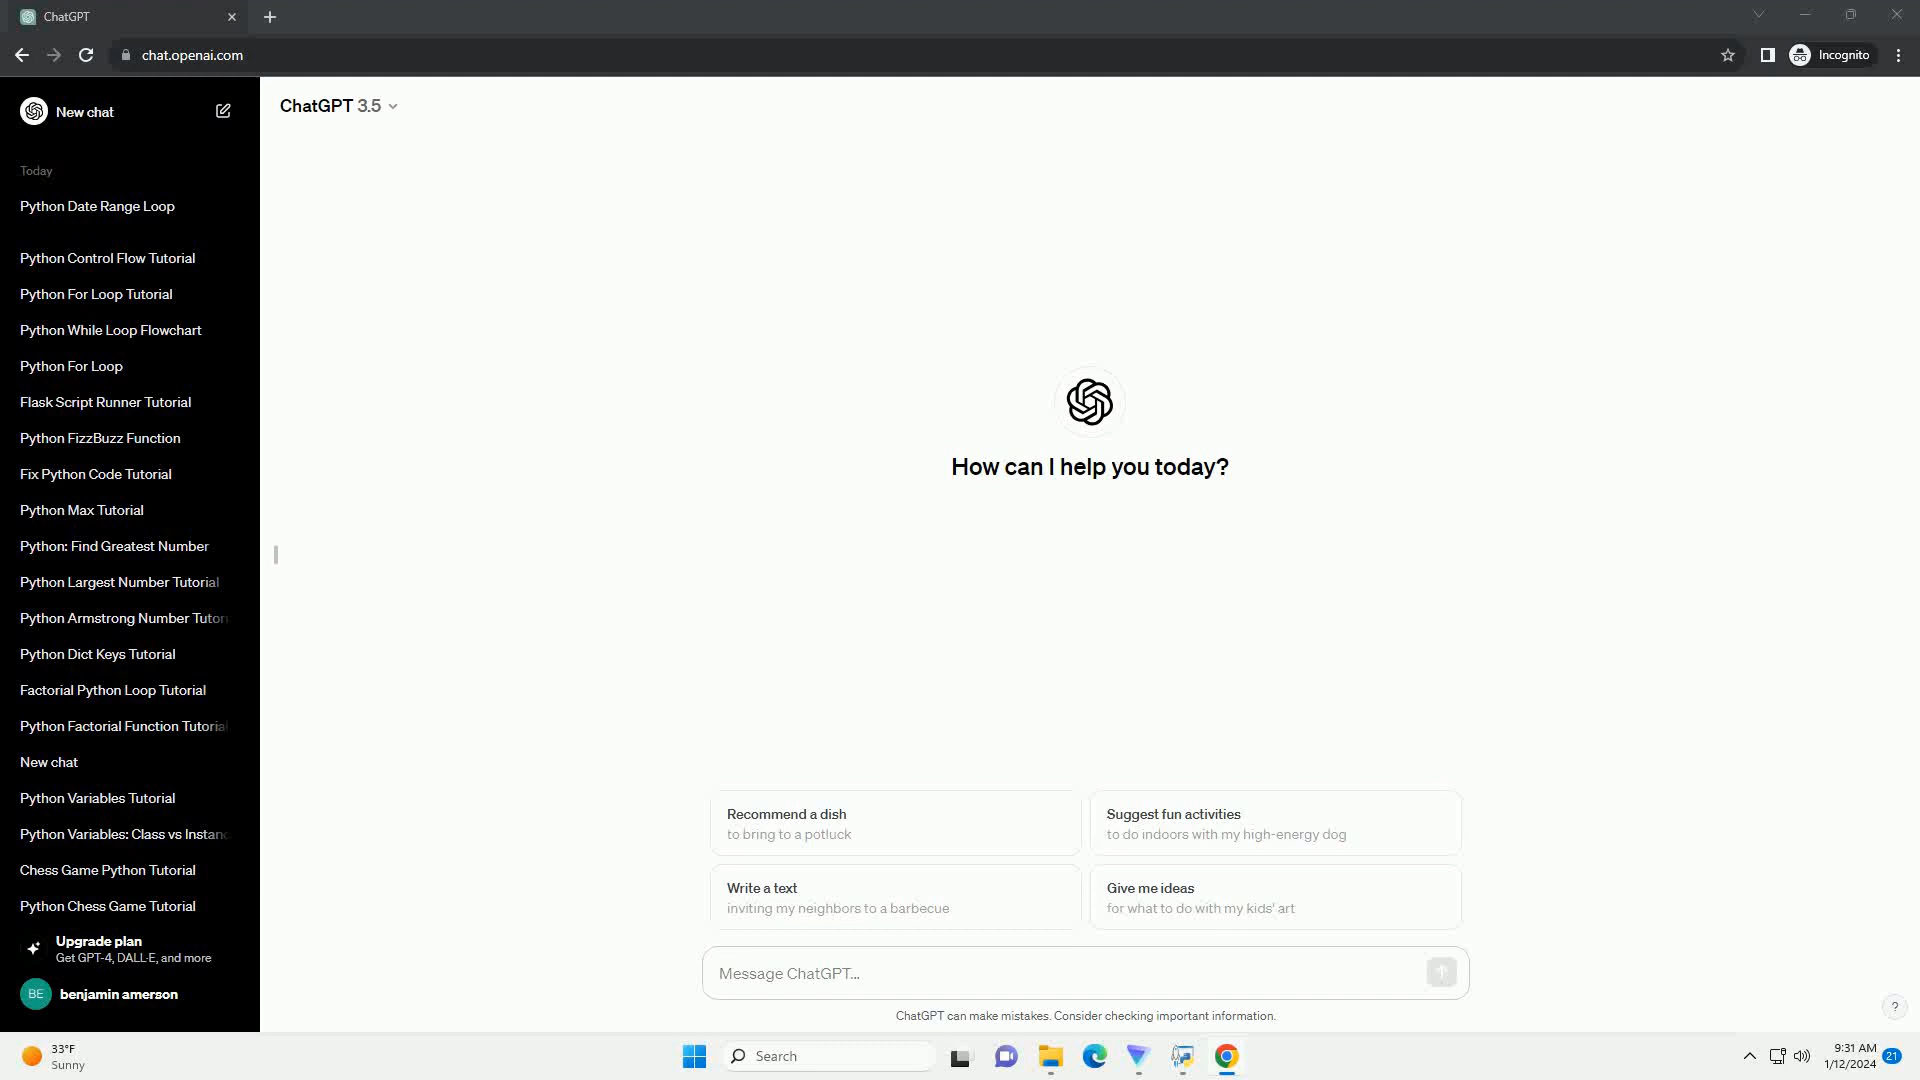 ChatGPT
chat.openai.com
Incognito
New chat
ChatGPT 3.5
Today
Python Date Range Loop
Python Control Flow Tutorial
Python For Loop Tutorial
Python While Loop Flowchart
Python For Loop
Flask Script Runner Tutorial
Python FizzBuzz Function
Fix Python Code Tutorial
Python Max Tutorial
Python: Find Greatest Number
Python Largest Number Tutorial
Python Armstrong Number Tutori
Python Dict Keys Tutorial
Factorial Python Loop Tutorial
Python Factorial Function Tutorial
New chat
Python Variables Tutorial
Python Variables: Class vs Instanc
Chess Game Python Tutorial
Python Chess Game Tutorial
Upgrade plan
Get GPT-4, DALL·E, and more
BE benjamin amerson
How can I help you today?
Recommend a dish
to bring to a potluck
Suggest fun activities
to do indoors with my high-energy dog
Write a text
inviting my neighbors to a barbecue
Give me ideas
for what to do with my kids' art
Message ChatGPT...
ChatGPT can make mistakes. Consider checking important information.
?
33°F
Sunny
Search
9:31 AM
1/12/2024
21